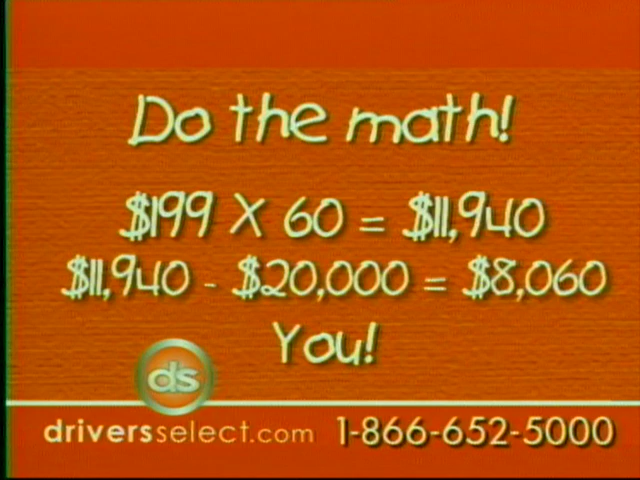 Do the math!
$199 X 60 = $11,940
$11,940 - $20,000 = $8,060
You!
ds
driversselect.com 1-866-652-5000